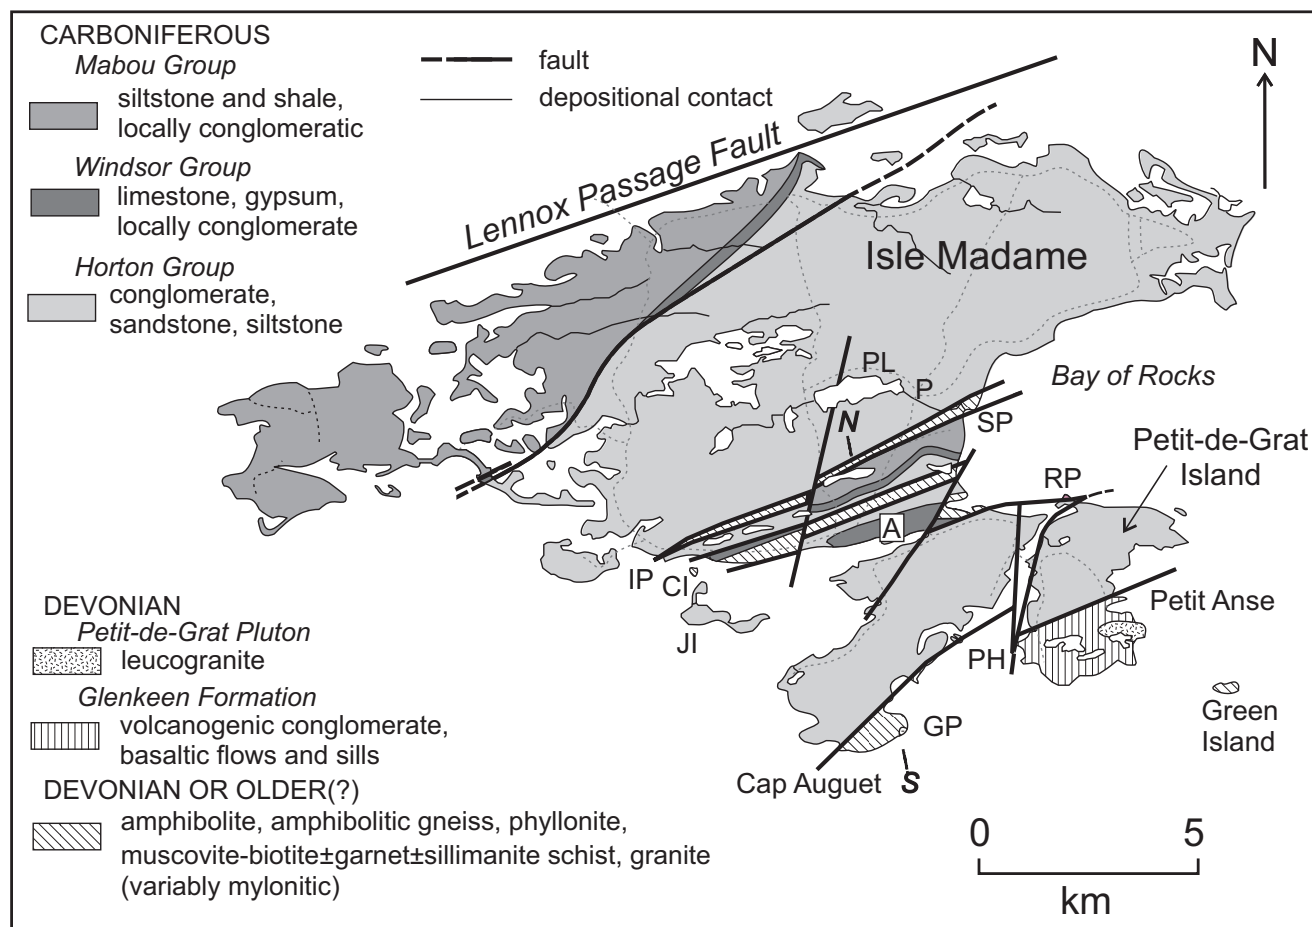 CARBONIFEROUS
Mabou Group
siltstone and shale,
locally conglomeratic
Windsor Group
limestone, gypsum,
locally conglomerate
Horton Group
conglomerate,
sandstone, siltstone
fault
depositional contact
N
Lennox Passage Fault
Isle Madame
PL
P
N
SP
Bay of Rocks
Petit-de-Grat
Island
RP
A
IP
CI
JI
Petit Anse
PH
GP
Green
Island
Cap Auguet
S
DEVONIAN
Petit-de-Grat Pluton
leucogranite
Glenkeen Formation
volcanogenic conglomerate,
basaltic flows and sills
DEVONIAN OR OLDER(?)
amphibolite, amphibolitic gneiss, phyllonite,
muscovite-biotite±garnet±sillimanite schist, granite
(variably mylonitic)
0 5
km